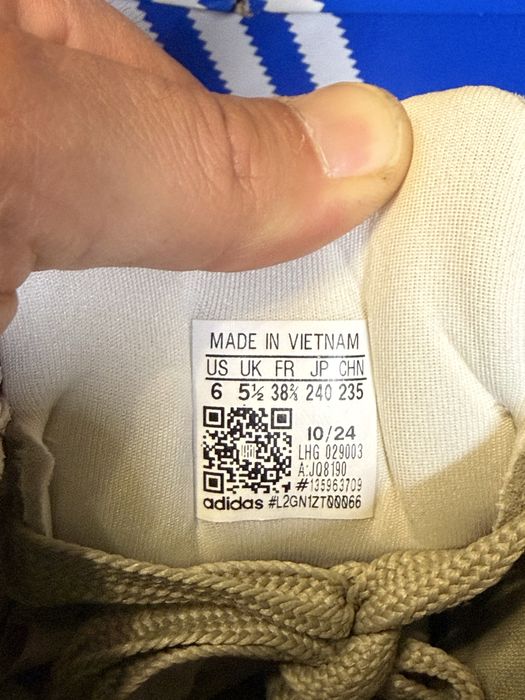 MADE IN VIETNAM
US UK FR JP CHN
6 5½ 38⅔ 240 235
10/24
LHG 029003
A:JQ8190
#135963709
adidas #L2GN1ZT00066